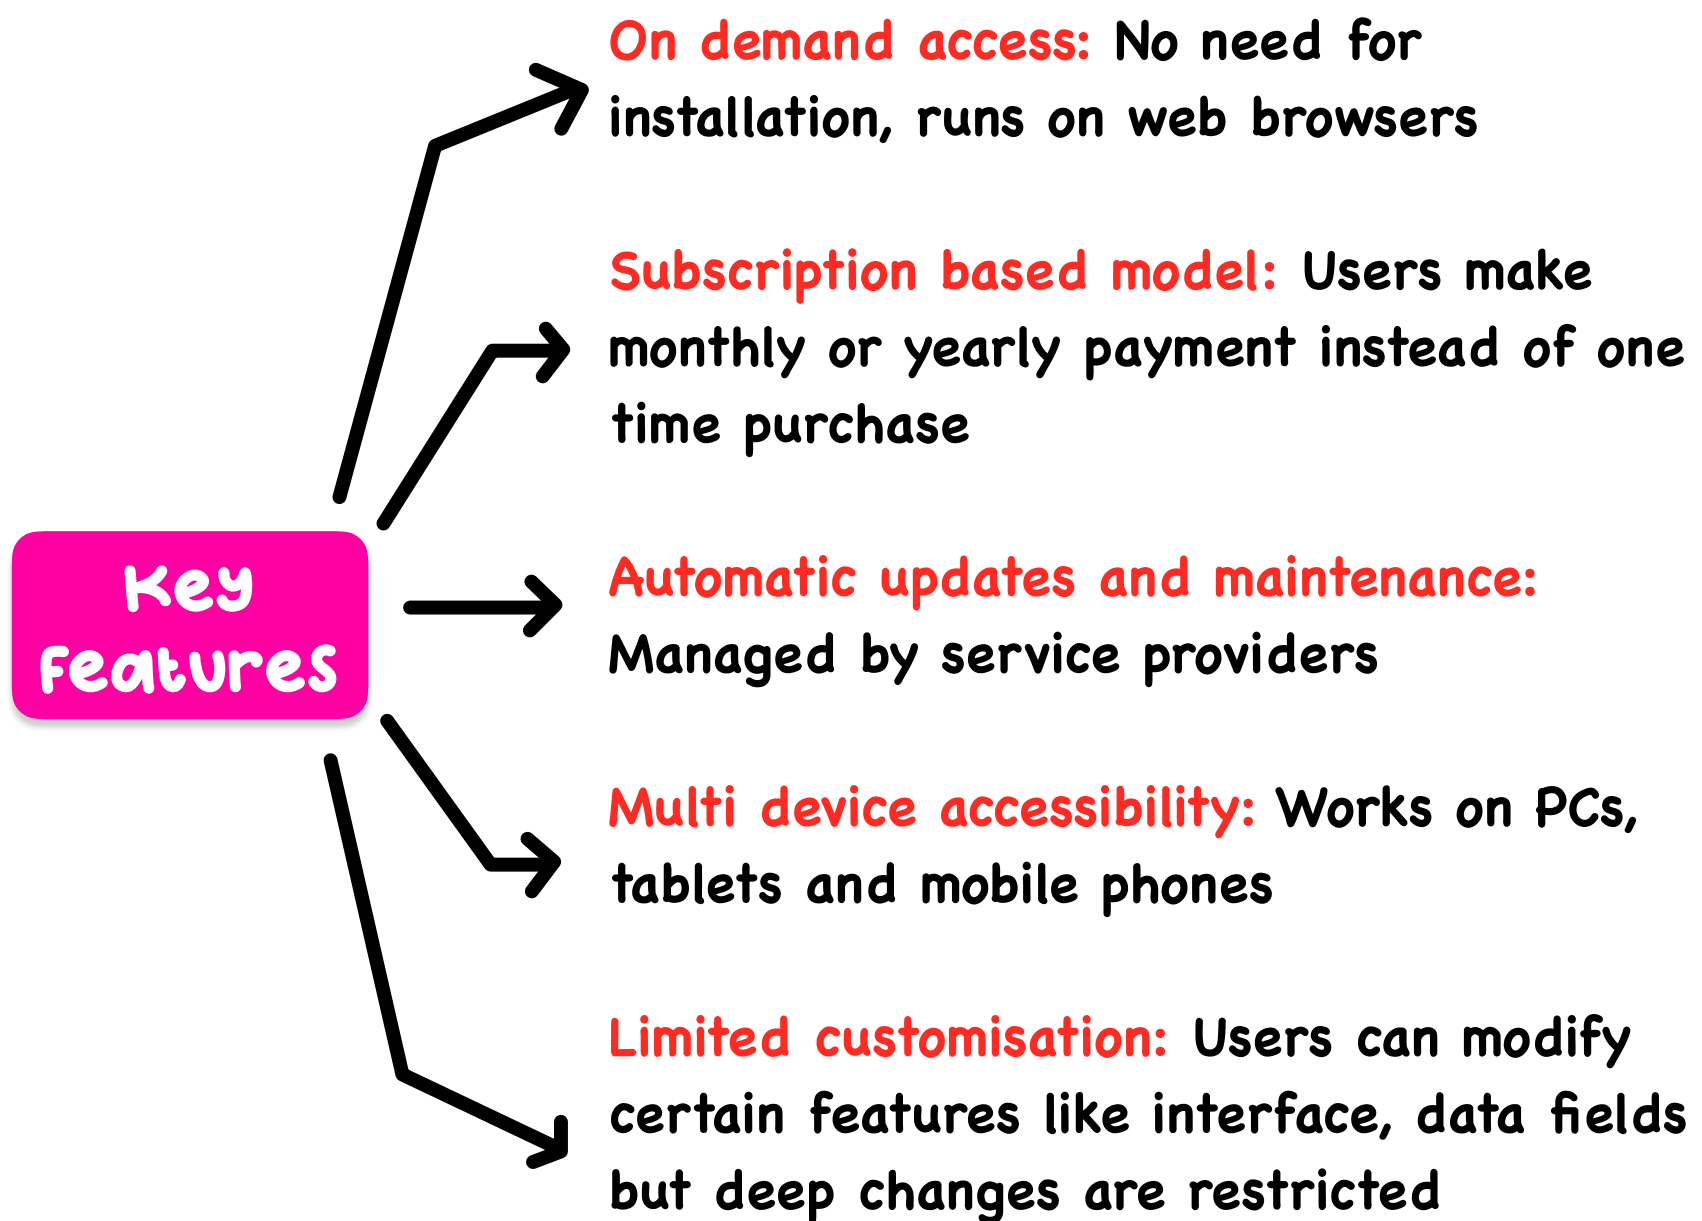 On demand access: No need for
installation, runs on web browsers
Subscription based model: Users make
monthly or yearly payment instead of one
time purchase
Key
Features
Automatic updates and maintenance:
Managed by service providers
Multi device accessibility: Works on PCs,
tablets and mobile phones
Limited customisation: Users can modify
certain features like interface, data fields
but deep changes are restricted